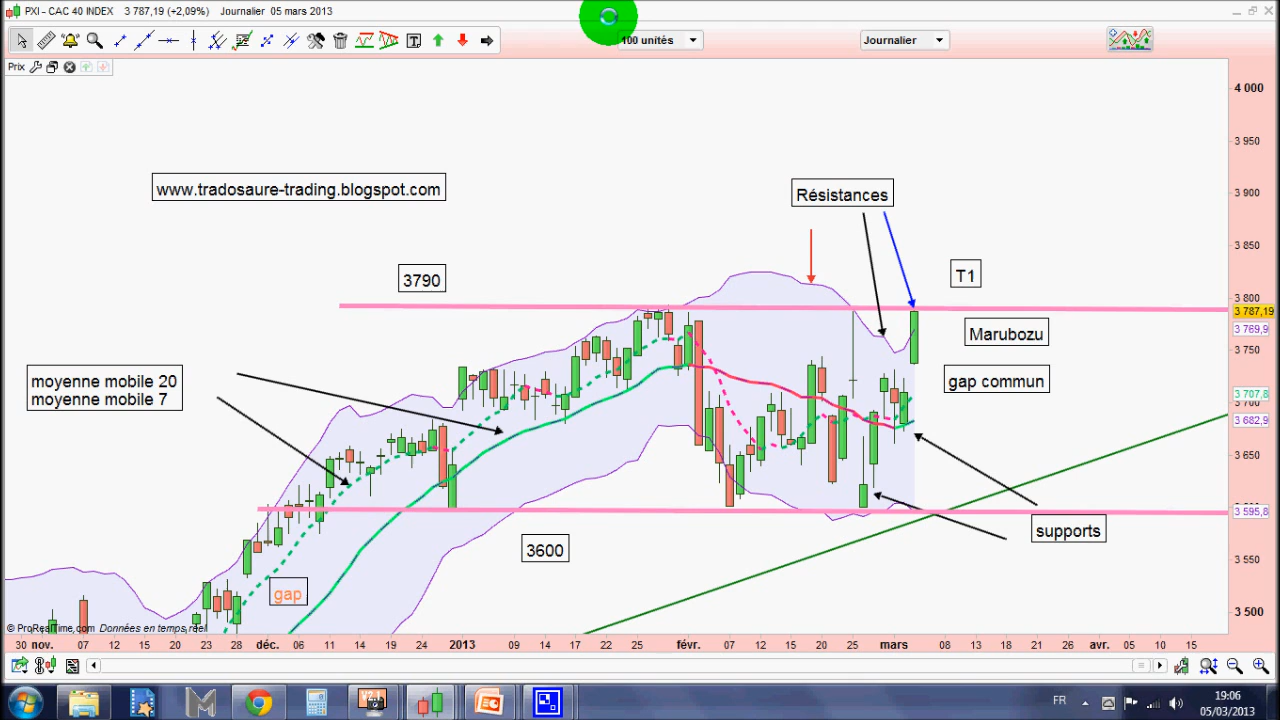 PXI - CAC 40 INDEX 3 787,19 (+2,09%) Journalier 05 mars 2013
100 unités
Journalier
Prix
4 000
3 950
www.tradosaure-trading.blogspot.com
Résistances
3 900
3 850
3790
T1
3 800
3 787,19
3 769,9
Marubozu
3 750
moyenne mobile 20
moyenne mobile 7
gap commun
3 707,8
3 700
3 682,9
3 650
3600
supports
3 595,8
3 550
gap
3 500
© ProRealTime.com Données en temps réel
30 nov. 07 12 15 20 23 28 déc. 06 11 14 19 24 2013 09 14 17 22 25 févr. 07 12 15 20 25 mars 08 13 18 21 26 avr. 05 10 15
FR
19:06
05/03/2013